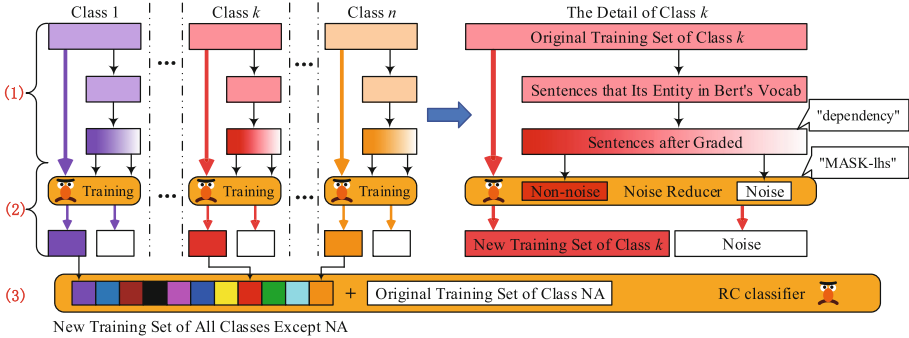 Class 1
Class k
Class n
The Detail of Class k
(1)
Original Training Set of Class k
Sentences that Its Entity in Bert's Vocab
"dependency"
Sentences after Graded
"MASK-lhs"
(2)
Training
Training
Training
Non-noise
Noise Reducer
Noise
New Training Set of Class k
Noise
(3)
+
Original Training Set of Class NA
RC classifier
New Training Set of All Classes Except NA